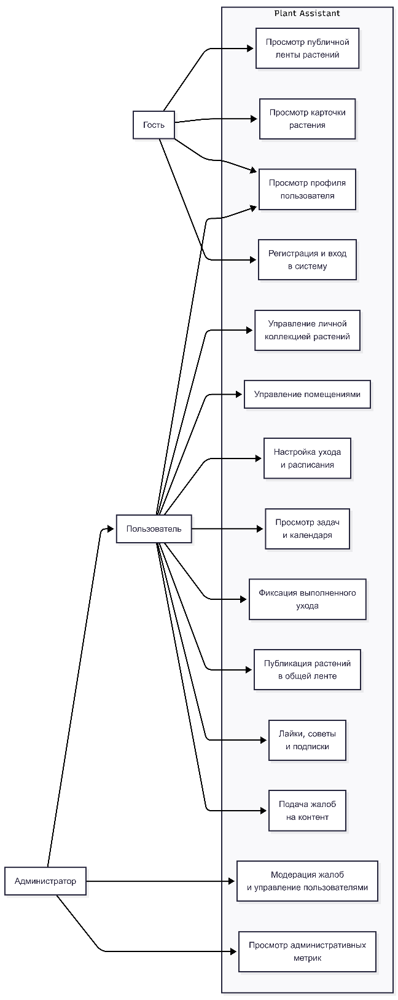 Plant Assistant
Просмотр публичной
ленты растений
Гость
Просмотр карточки
растения
Просмотр профиля
пользователя
Регистрация и вход
в систему
Управление личной
коллекцией растений
Управление помещениями
Настройка ухода
и расписания
Пользователь
Просмотр задач
и календаря
Фиксация выполненного
ухода
Публикация растений
в общей ленте
Лайки, советы
и подписки
Подача жалоб
на контент
Администратор
Модерация жалоб
и управление пользователями
Просмотр административных
метрик